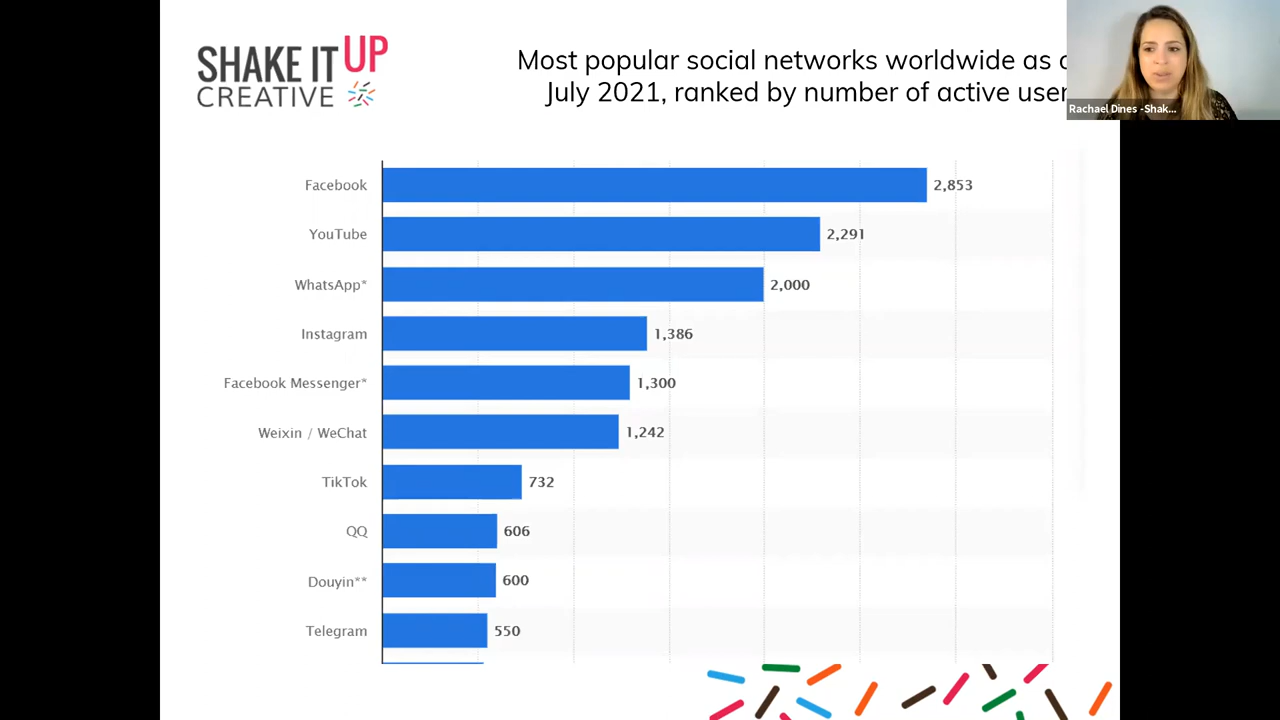 SHAKE IT UP
CREATIVE
Most popular social networks worldwide as
July 2021, ranked by number of active user
Rachael Dines -Shak...
Facebook 2,853
YouTube 2,291
WhatsApp* 2,000
Instagram 1,386
Facebook Messenger* 1,300
Weixin / WeChat 1,242
TikTok 732
QQ 606
Douyin** 600
Telegram 550